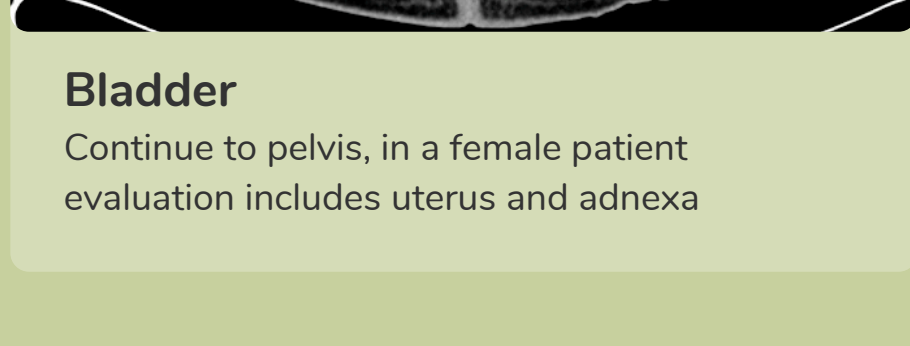 Bladder
Continue to pelvis, in a female patient
evaluation includes uterus and adnexa